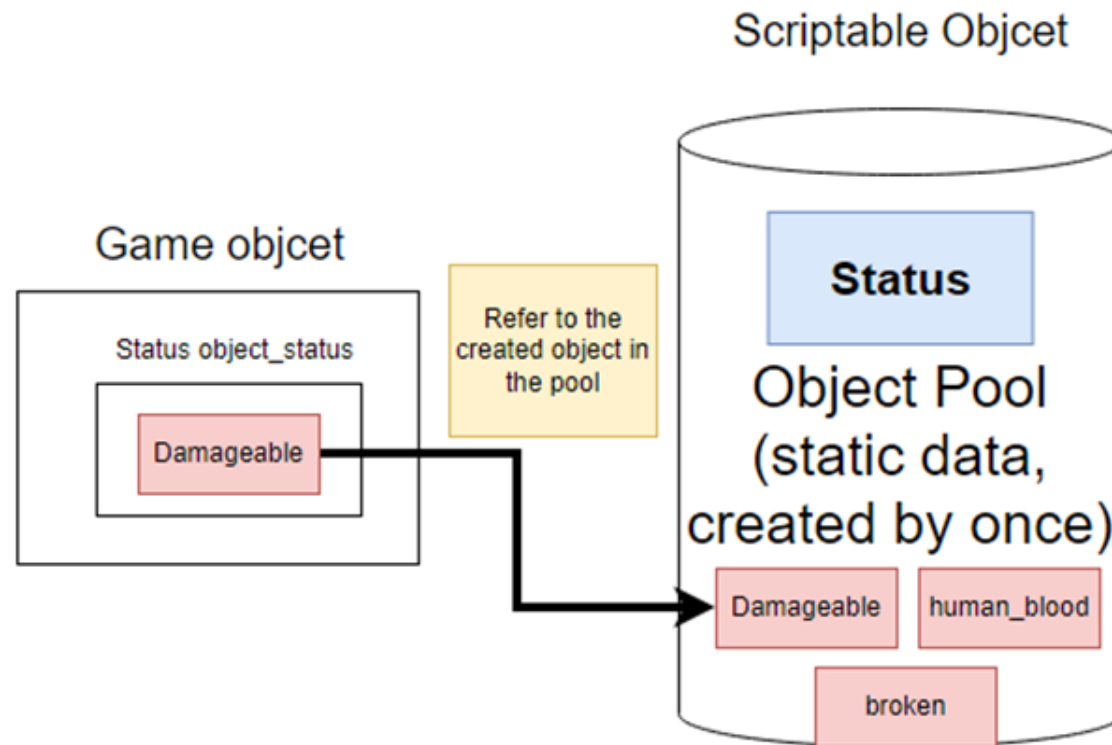 Scriptable Objcet
Game objcet
Status object_status
Damageable
Refer to the
created object in
the pool
Status
Object Pool
(static data,
created by once)
Damageable
human_blood
broken